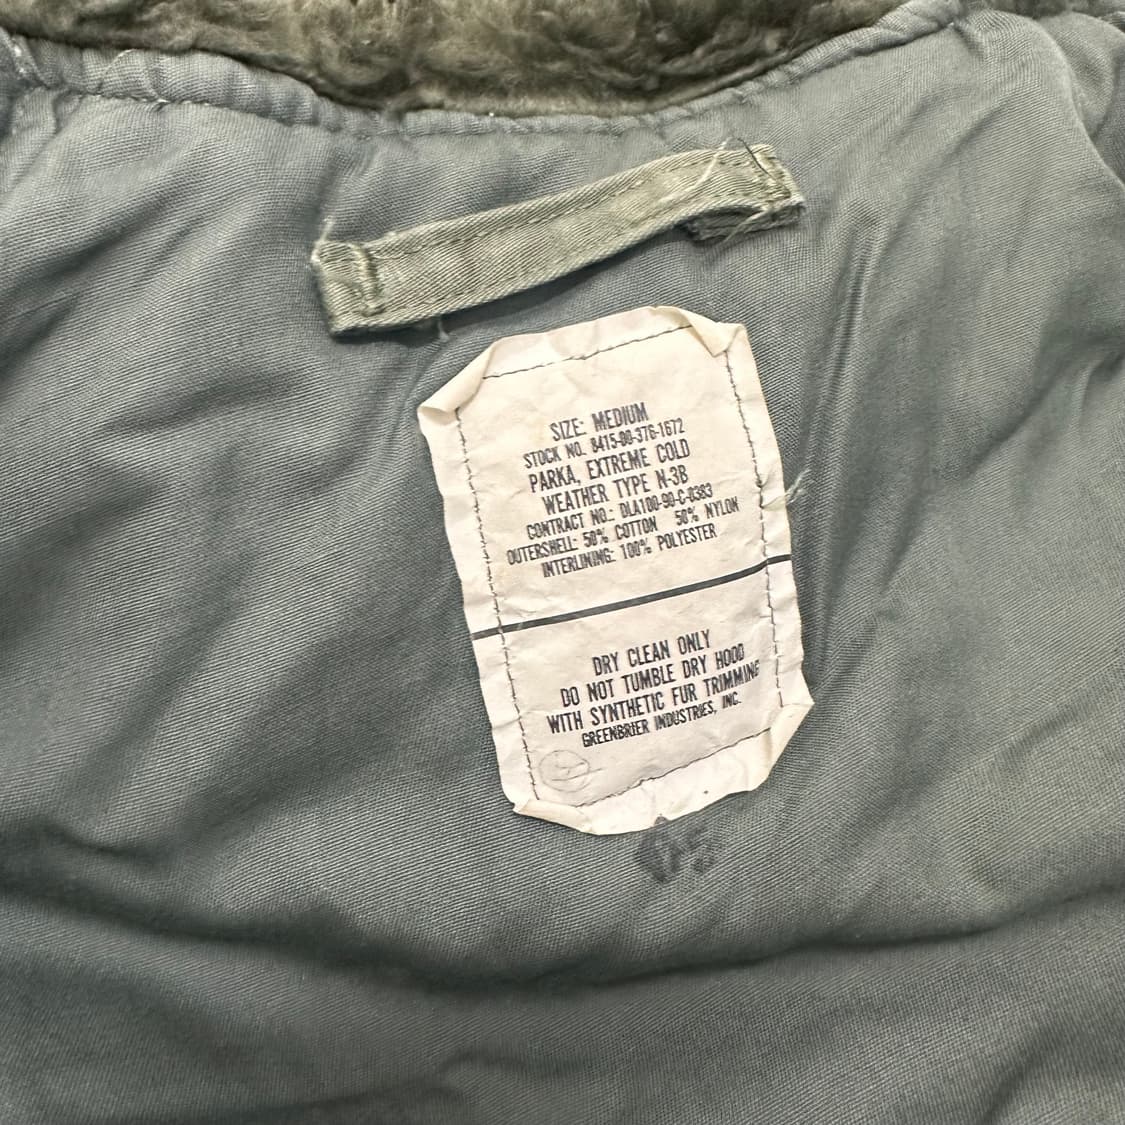 SIZE: MEDIUM
STOCK NO. 8415-00-376-1672
PARKA, EXTREME COLD
WEATHER TYPE N-3B
CONTRACT NO.: DLA100-90-C-0383
OUTERSHELL: 50% COTTON 50% NYLON
INTERLINING: 100% POLYESTER
DRY CLEAN ONLY
DO NOT TUMBLE DRY HOOD
WITH SYNTHETIC FUR TRIMMING
GREENBRIER INDUSTRIES, INC.